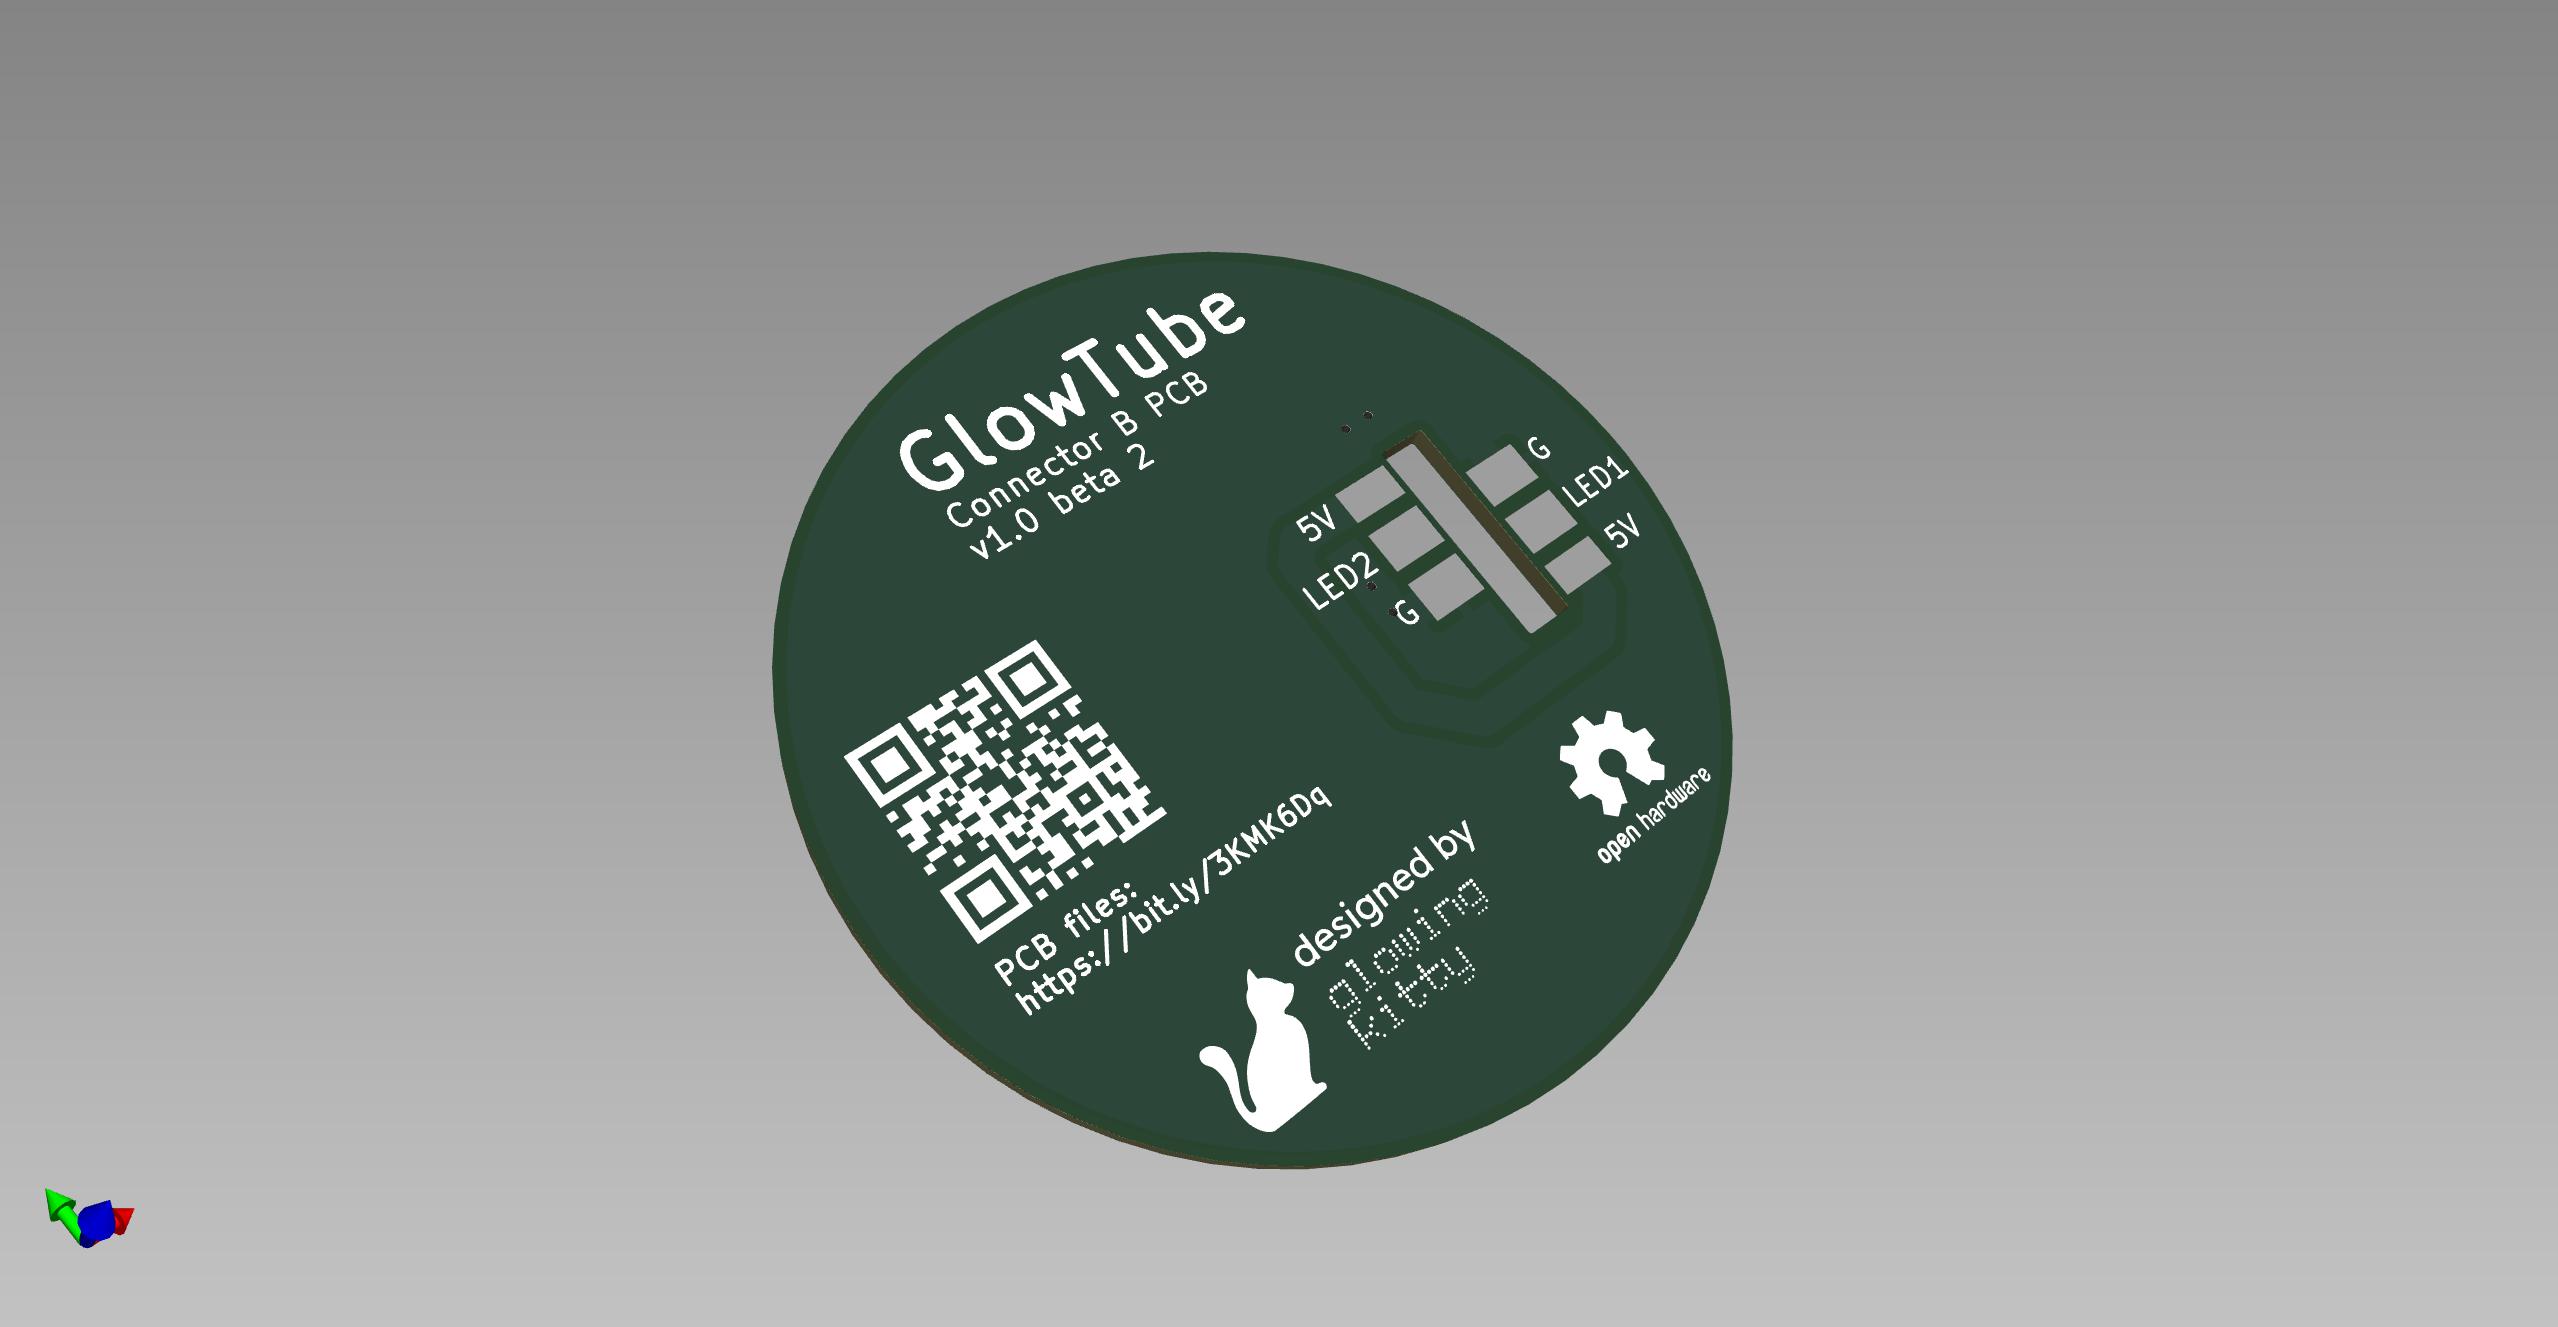 GlowTube
Connector B PCB
v1.0 beta 2
5V
LED2
G
G
LED1
5V
PCB files:
https://bit.ly/3KMK6Dq
open hardware
designed by
glowing
kitty